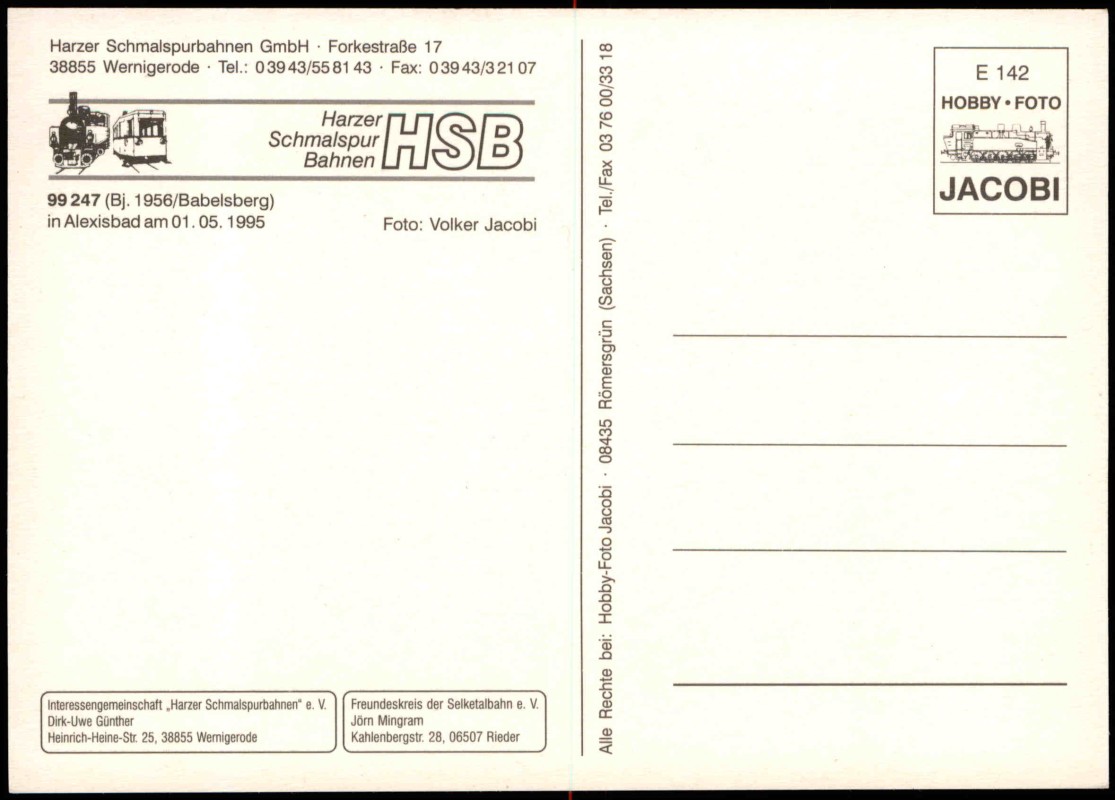 Harzer Schmalspurbahnen GmbH · Forkestraße 17
38855 Wernigerode · Tel.: 0 39 43/55 81 43 · Fax: 0 39 43/3 21 07
Harzer
Schmalspur
Bahnen
HSB
99 247 (Bj. 1956/Babelsberg)
in Alexisbad am 01. 05. 1995
Foto: Volker Jacobi
Interessengemeinschaft „Harzer Schmalspurbahnen" e. V.
Dirk-Uwe Günther
Heinrich-Heine-Str. 25, 38855 Wernigerode
Freundeskreis der Selketalbahn e. V.
Jörn Mingram
Kahlenbergstr. 28, 06507 Rieder
Alle Rechte bei: Hobby-Foto Jacobi · 08435 Römersgrün (Sachsen) · Tel./Fax 03 76 00/33 18
E 142
HOBBY • FOTO
JACOBI